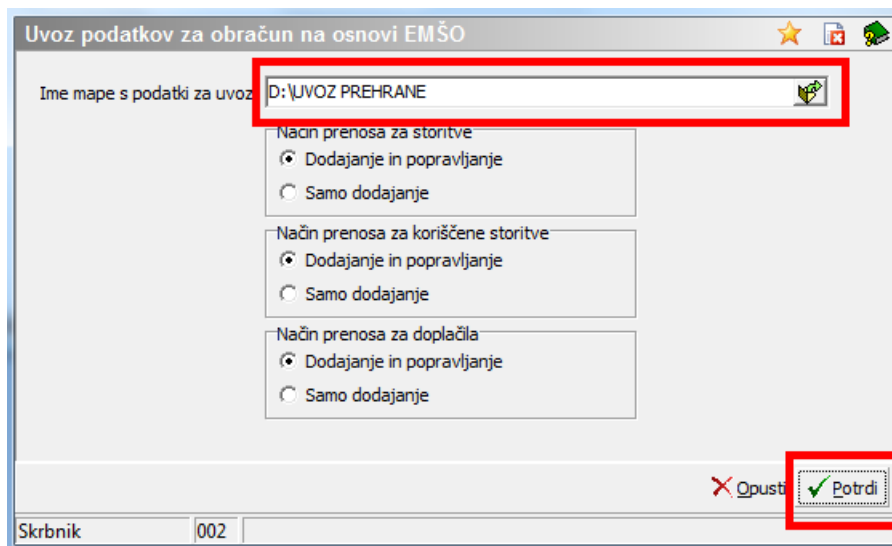 Uvoz podatkov za obračun na osnovi EMŠO
Ime mape s podatki za uvoz D:\UVOZ PREHRANE
Način prenosa za storitve
Dodajanje in popravljanje
Samo dodajanje
Način prenosa za koriščene storitve
Dodajanje in popravljanje
Samo dodajanje
Način prenosa za doplačila
Dodajanje in popravljanje
Samo dodajanje
Opusti Potrdi
Skrbnik 002